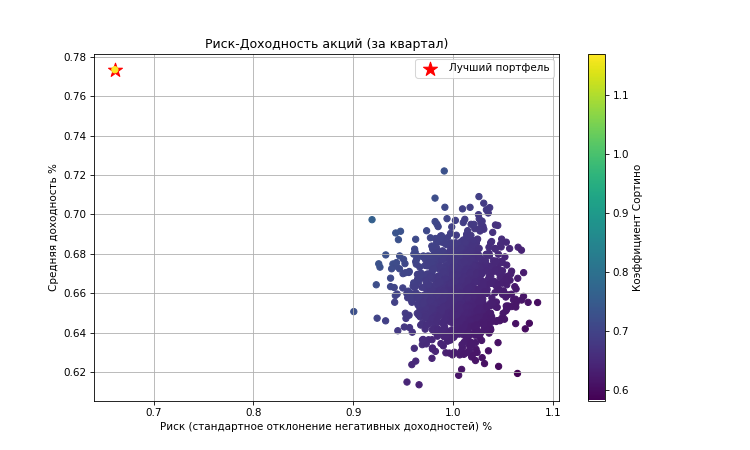 Риск-Доходность акций (за квартал)
Лучший портфель
Средняя доходность %
0.78
0.76
0.74
0.72
0.70
0.68
0.66
0.64
0.62
0.7 0.8 0.9 1.0 1.1
Риск (стандартное отклонение негативных доходностей) %
1.1
1.0
0.9
0.8
0.7
0.6
Коэффициент Сортино